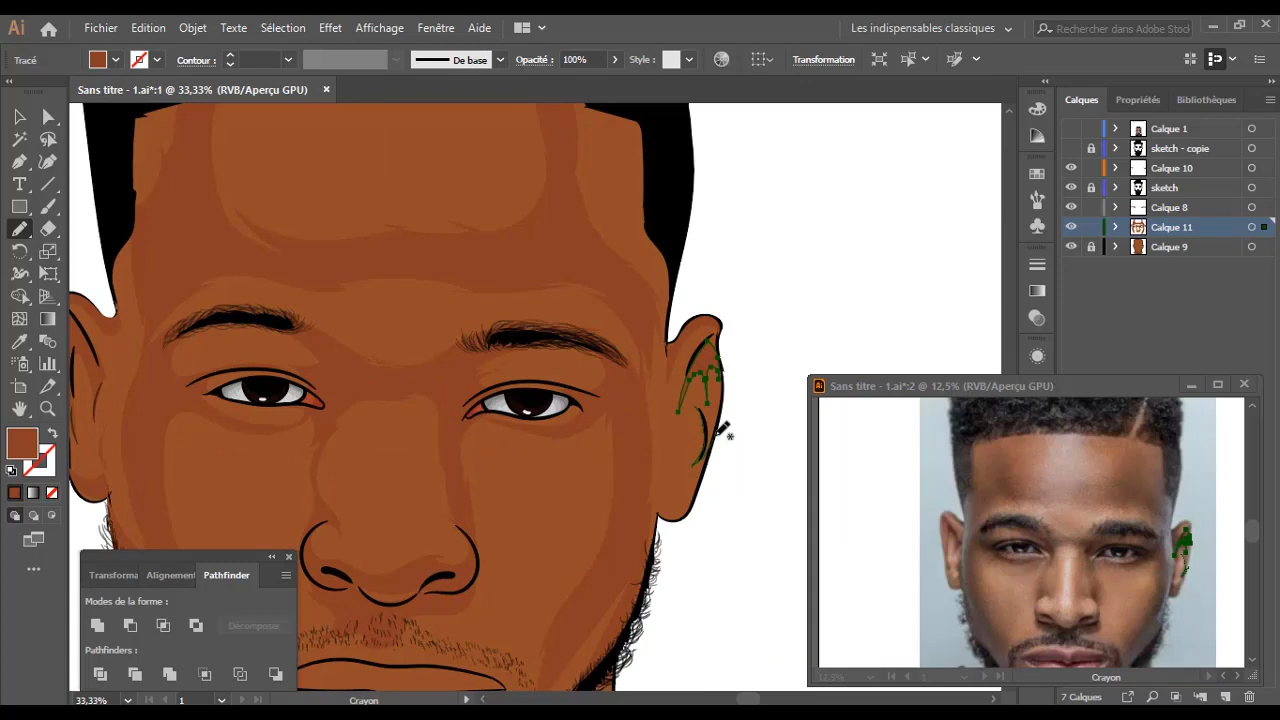 Ai Fichier Edition Objet Texte Sélection Effet Affichage Fenêtre Aide Les indispensables classiques Rechercher dans Adobe Stock
Tracé Contour : De base Opacité : 100% Style : Transformation
Sans titre - 1.ai*:1 @ 33,33% (RVB/Aperçu GPU) ×
Calques Propriétés Bibliothèques
Calque 1
sketch - copie
Calque 10
sketch
Calque 8
Calque 11
Calque 9
Sans titre - 1.ai*:2 @ 12,5% (RVB/Aperçu GPU)
Transforma Alignement Pathfinder
Modes de la forme :
Décomposer
Pathfinders :
12,5% 1 Crayon
33,33% 1 Crayon
7 Calques